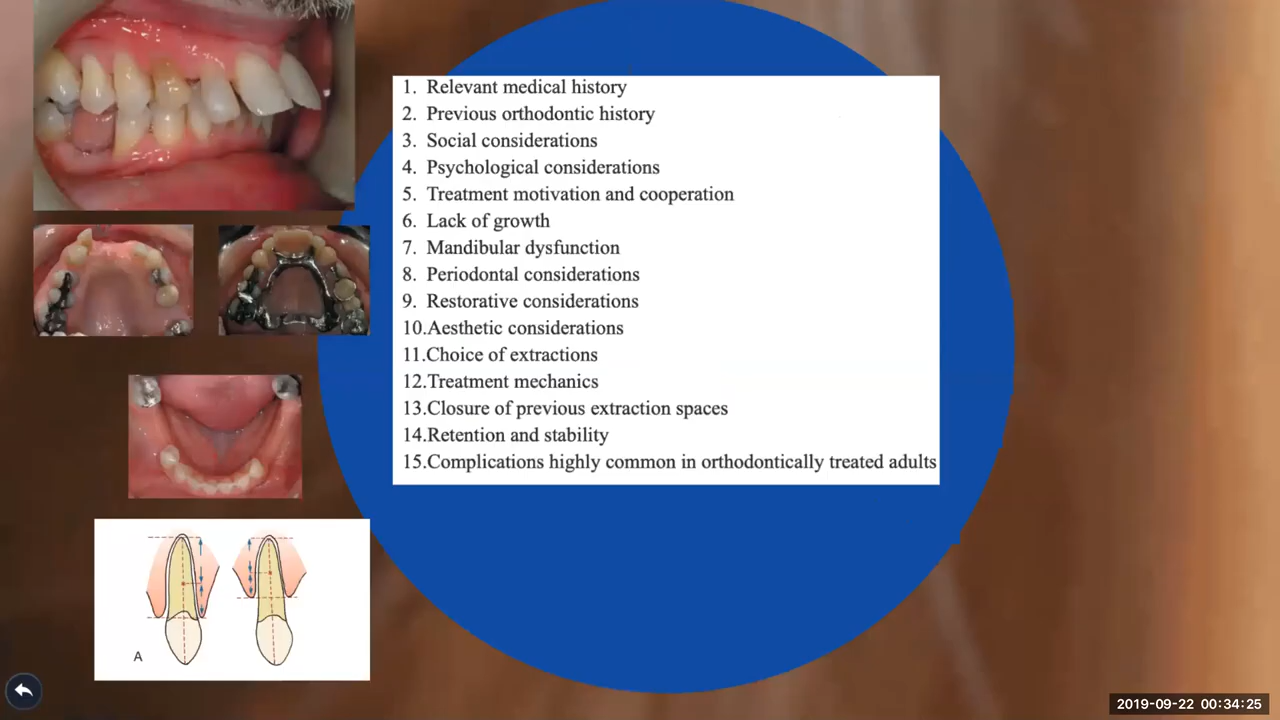 1. Relevant medical history
2. Previous orthodontic history
3. Social considerations
4. Psychological considerations
5. Treatment motivation and cooperation
6. Lack of growth
7. Mandibular dysfunction
8. Periodontal considerations
9. Restorative considerations
10.Aesthetic considerations
11.Choice of extractions
12.Treatment mechanics
13.Closure of previous extraction spaces
14.Retention and stability
15.Complications highly common in orthodontically treated adults
A
2019-09-22 00:34:25